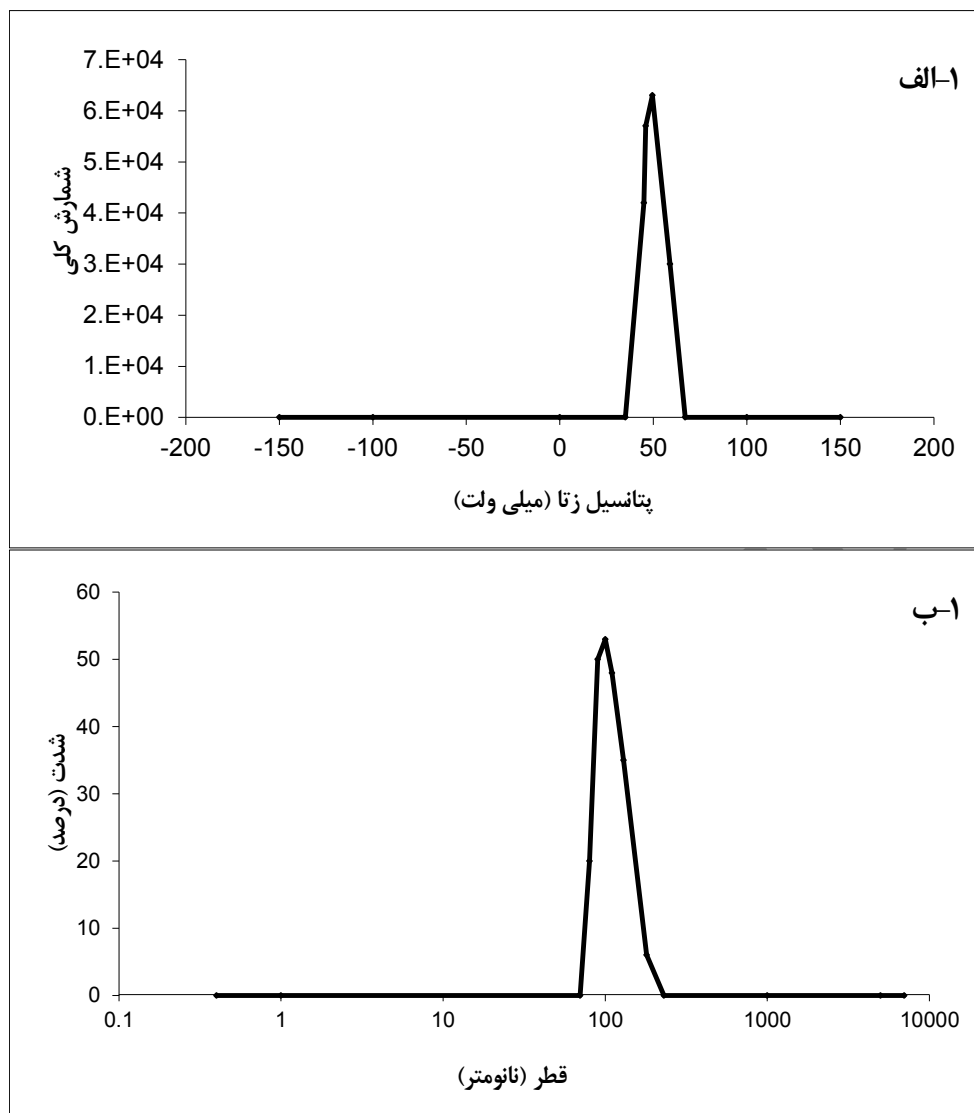 ۱-الف
7.E+04
6.E+04
5.E+04
4.E+04
3.E+04
2.E+04
1.E+04
0.E+00
شمارش کلی
-200 -150 -100 -50 0 50 100 150 200
پتانسیل زتا (میلی ولت)
۱-ب
60
50
40
30
20
10
0
شدت (درصد)
0.1 1 10 100 1000 10000
قطر (نانومتر)